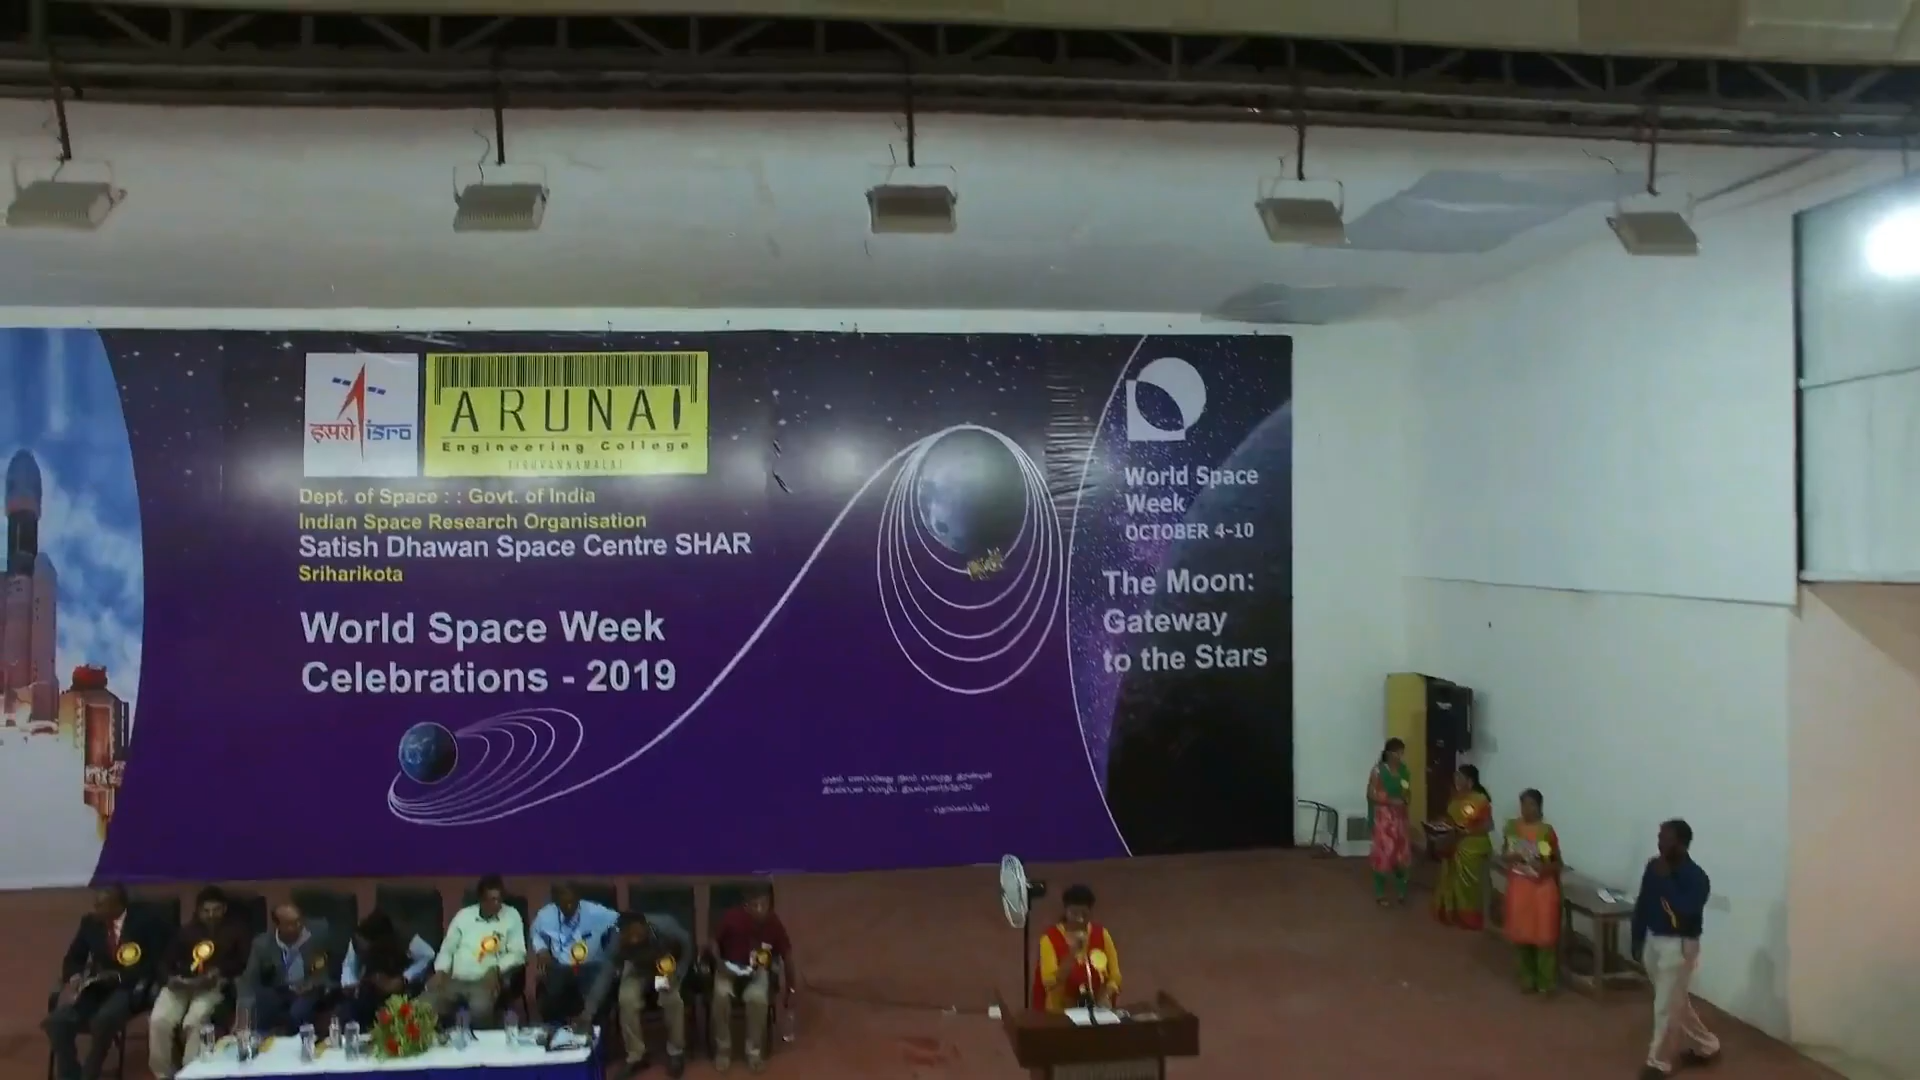 इसरो isro
ARUNAI
Engineering College
TIRUVANNAMALAI
Dept. of Space : : Govt. of India
Indian Space Research Organisation
Satish Dhawan Space Centre SHAR
Sriharikota
World Space Week
Celebrations - 2019
World Space
Week
OCTOBER 4-10
The Moon:
Gateway
to the Stars